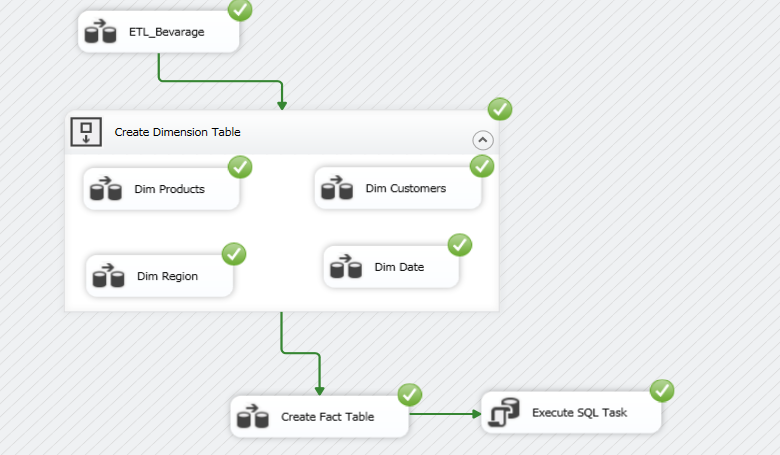 ETL_Bevarage
Create Dimension Table
Dim Products
Dim Customers
Dim Region
Dim Date
Create Fact Table
Execute SQL Task